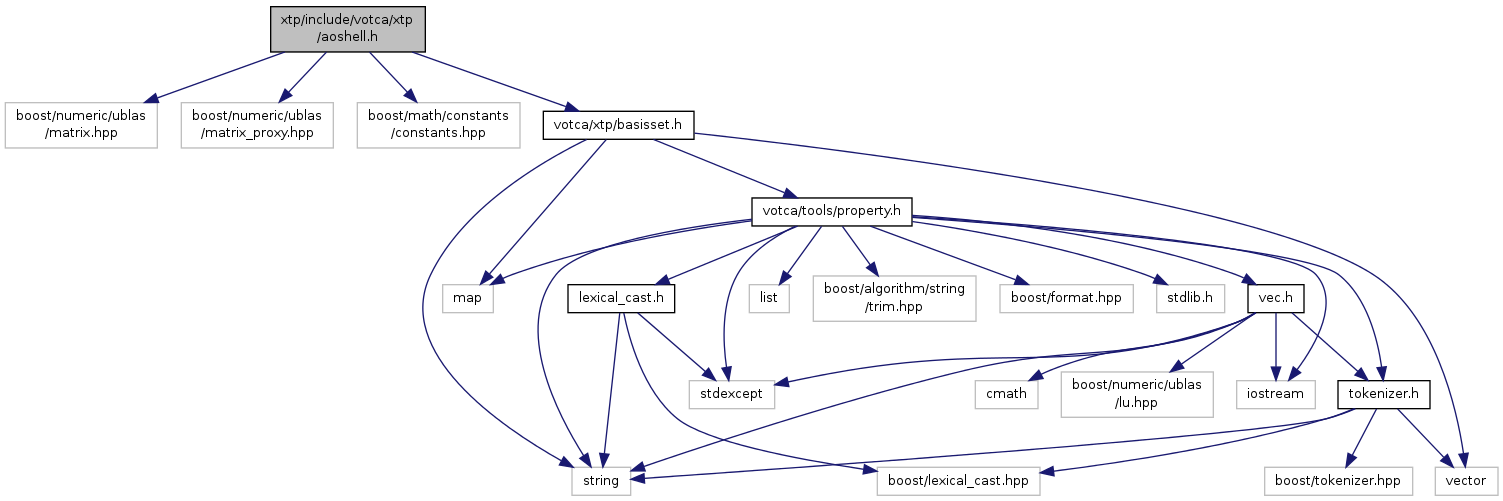 xtp/include/votca/xtp
/aoshell.h
boost/numeric/ublas
/matrix.hpp
boost/numeric/ublas
/matrix_proxy.hpp
boost/math/constants
/constants.hpp
votca/xtp/basisset.h
votca/tools/property.h
map
lexical_cast.h
list
boost/algorithm/string
/trim.hpp
boost/format.hpp
stdlib.h
vec.h
stdexcept
cmath
boost/numeric/ublas
/lu.hpp
iostream
tokenizer.h
string
boost/lexical_cast.hpp
boost/tokenizer.hpp
vector